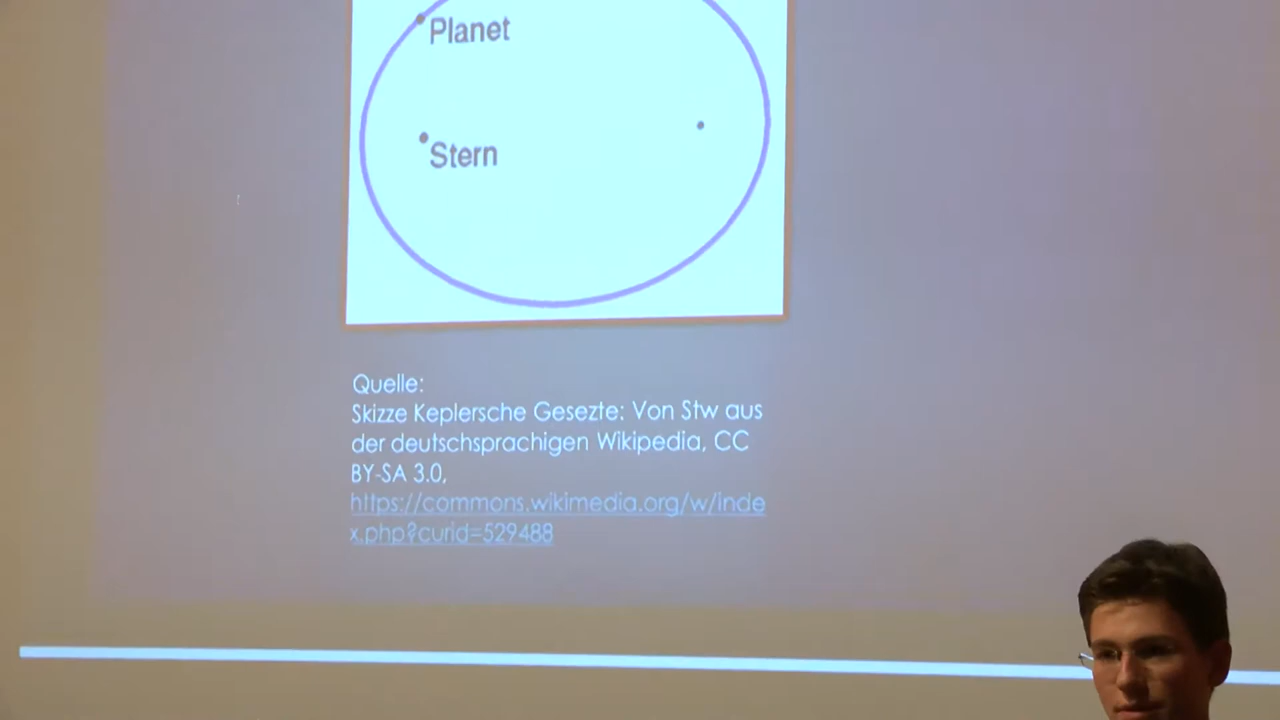 Planet
Stern
Quelle:
Skizze Keplersche Gesezte: Von Stw aus
der deutschsprachigen Wikipedia, CC
BY-SA 3.0,
https://commons.wikimedia.org/w/inde
x.php?curid=529488